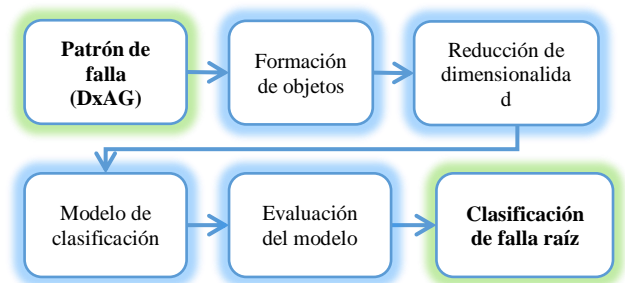 Patrón de
falla
(DxAG)
Formación
de objetos
Reducción de
dimensionalida
d
Modelo de
clasificación
Evaluación
del modelo
Clasificación
de falla raíz